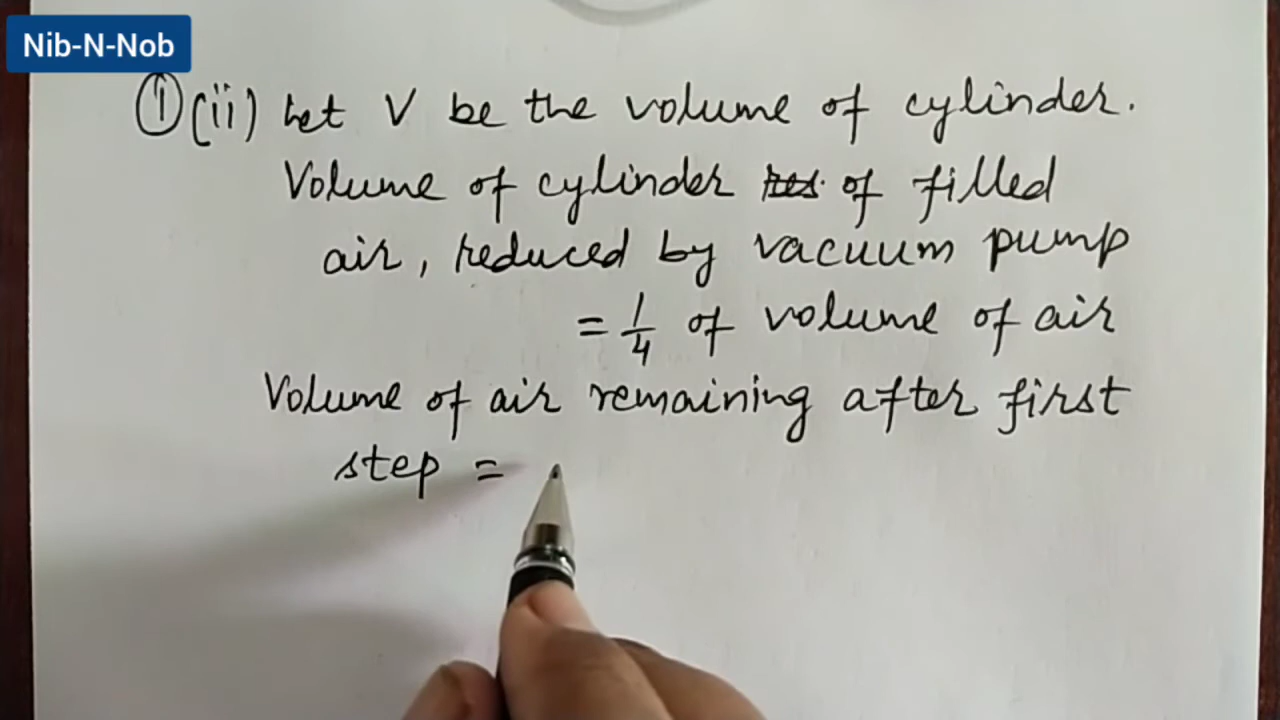 Nib-N-Nob
① (ii) Let V be the volume of cylinder.
Volume of cylinder of filled
air, reduced by vacuum pump
= 1/4 of volume of air
Volume of air remaining after first
step =